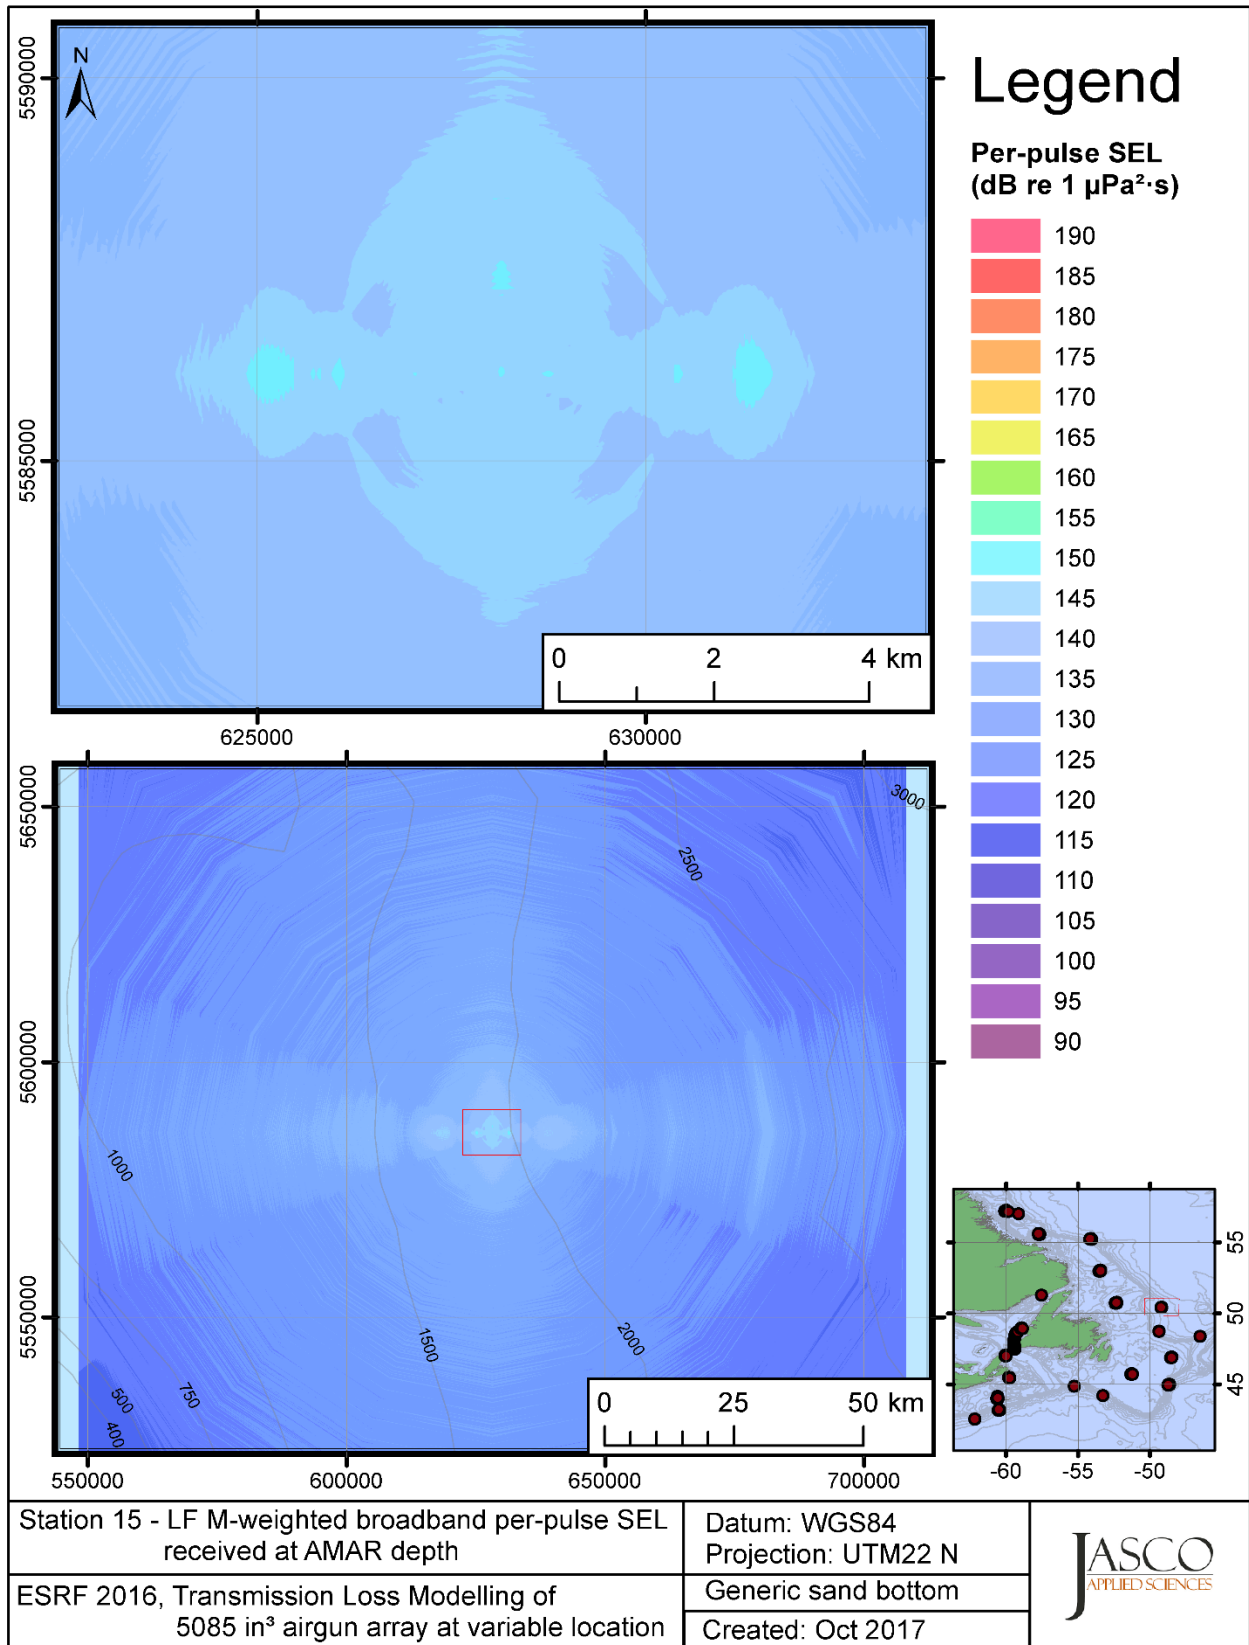 N
5590000
5585000
0 2 4 km
625000 630000
Legend
Per-pulse SEL
(dB re 1 µPa²·s)
190
185
180
175
170
165
160
155
150
145
140
135
130
125
120
115
110
105
100
95
90
5650000
5600000
5550000
3000
2500
1000
1500
2000
750
500
400
0 25 50 km
550000 600000 650000 700000
55
50
45
-60 -55 -50
Station 15 - LF M-weighted broadband per-pulse SEL
received at AMAR depth
ESRF 2016, Transmission Loss Modelling of
5085 in³ airgun array at variable location
Datum: WGS84
Projection: UTM22 N
Generic sand bottom
Created: Oct 2017
JASCO
APPLIED SCIENCES